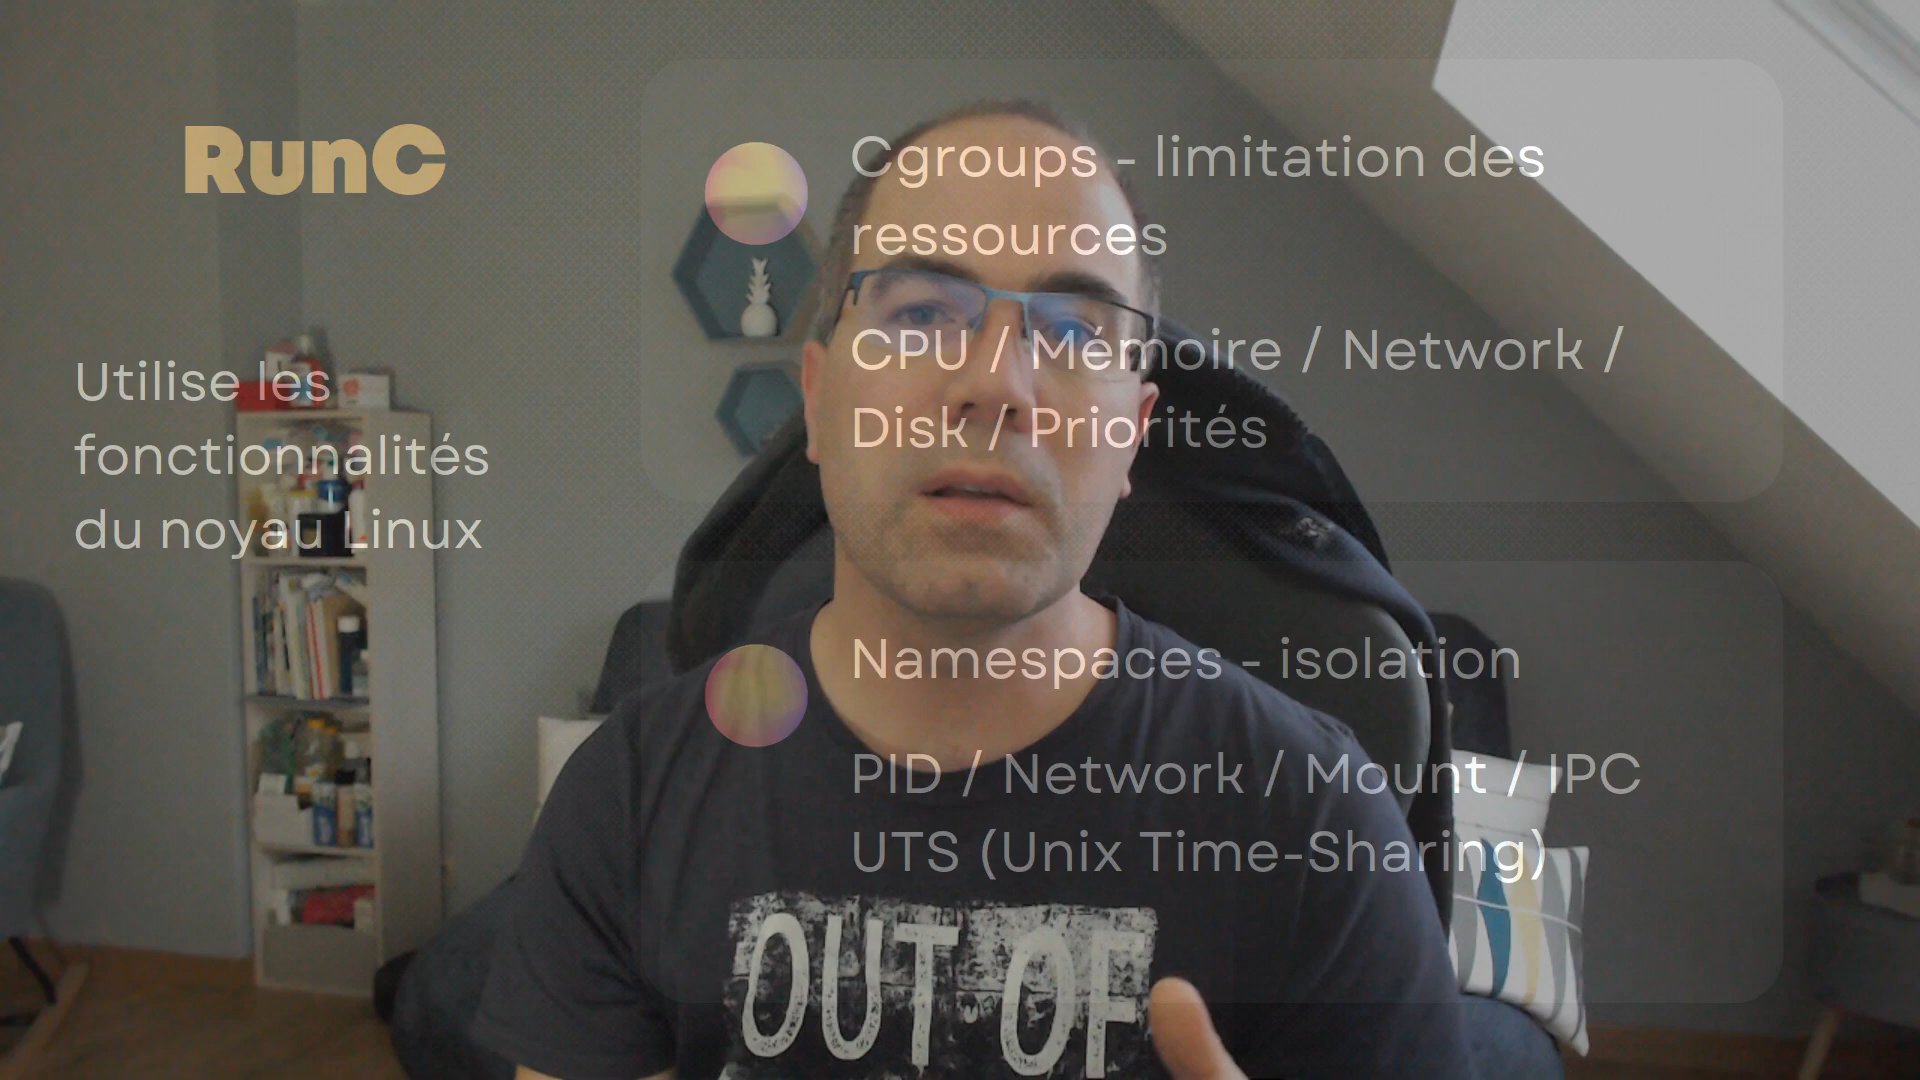 RunC
Utilise les
fonctionnalités
du noyau Linux
Cgroups - limitation des
ressources
CPU / Mémoire / Network /
Disk / Priorités
Namespaces - isolation
PID / Network / Mount / IPC
UTS (Unix Time-Sharing)
OUT OF